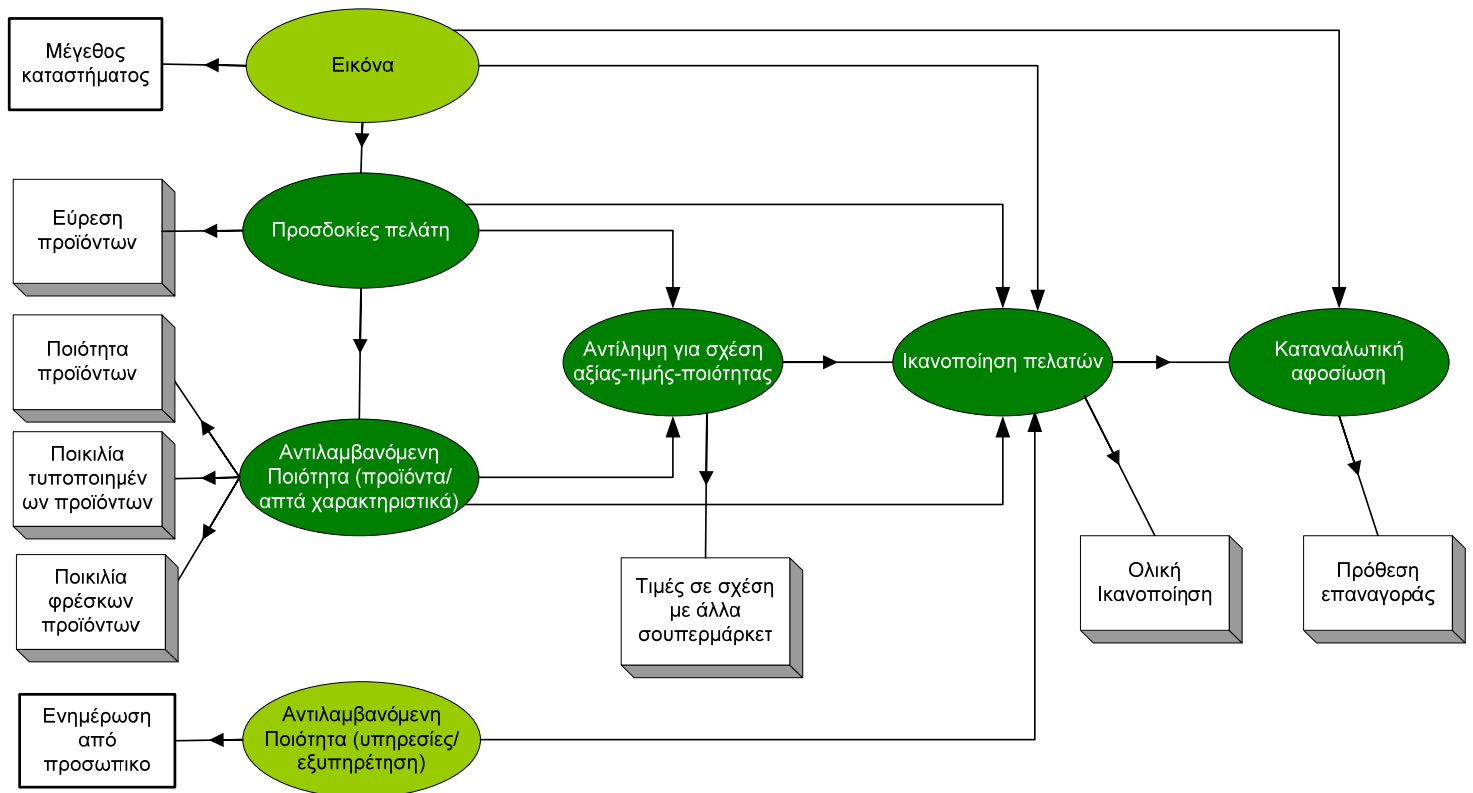 Μέγεθος
καταστήματος
Εικόνα
Εύρεση
προϊόντων
Προσδοκίες πελάτη
Ποιότητα
προϊόντων
Αντίληψη για σχέση
αξίας-τιμής-ποιότητας
Ικανοποίηση πελατών
Καταναλωτική
αφοσίωση
Ποικιλία
τυποποιημέν
ων προϊόντων
Αντιλαμβανόμενη
Ποιότητα (προϊόντα/
απτά χαρακτηριστικά)
Ποικιλία
φρέσκων
προϊόντων
Τιμές σε σχέση
με άλλα
σουπερμάρκετ
Ολική
Ικανοποίηση
Πρόθεση
επαναγοράς
Ενημέρωση
από
προσωπικο
Αντιλαμβανόμενη
Ποιότητα (υπηρεσίες/
εξυπηρέτηση)